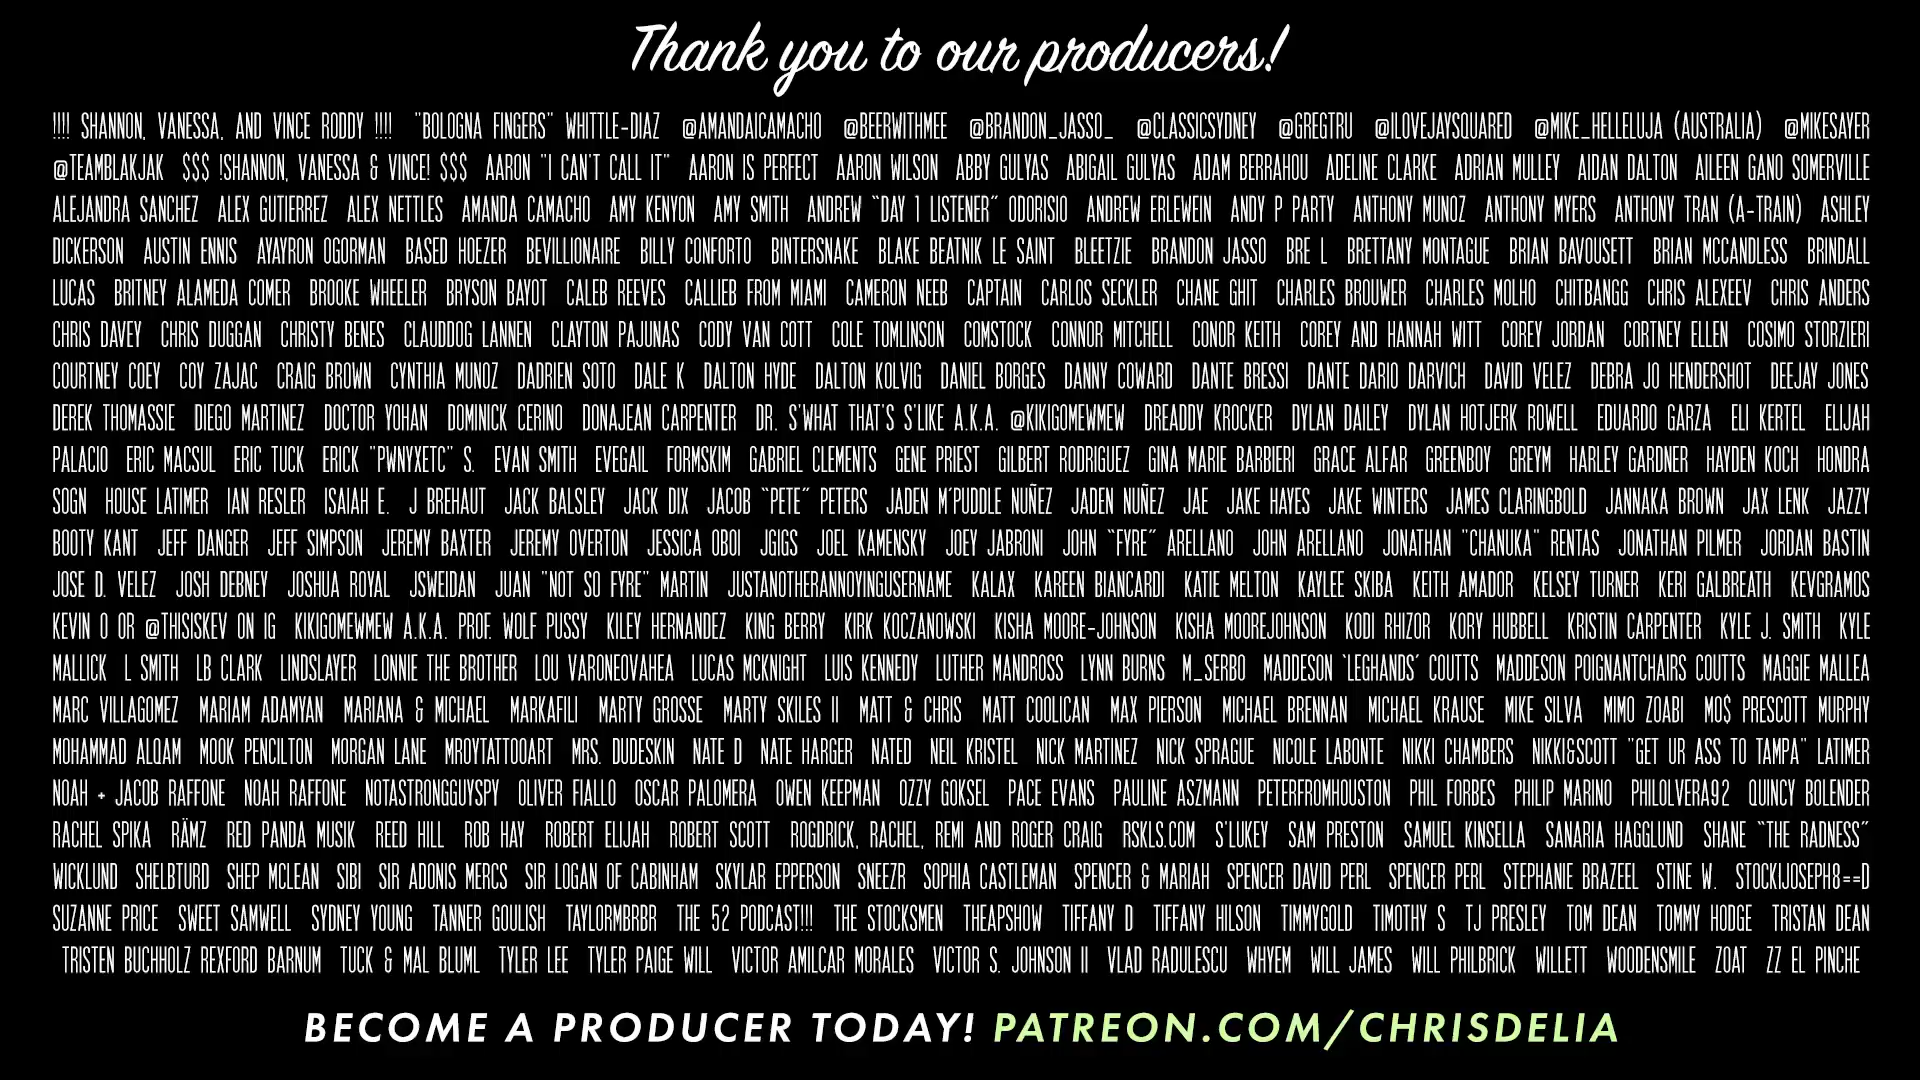 Thank you to our producers!
!!!! SHANNON, VANESSA, AND VINCE RODDY !!!! "BOLOGNA FINGERS" WHITTLE-DIAZ @AMANDAICAMACHO @BEERWITHMEE @BRANDON_JASSO_ @CLASSICSYDNEY @GREGTRU @ILOVEJAYSQUARED @MIKE_HELLELUJA (AUSTRALIA) @MIKESAYER
@TEAMBLAKJAK $$$ !SHANNON, VANESSA & VINCE! $$$ AARON "I CAN'T CALL IT" AARON IS PERFECT AARON WILSON ABBY GULYAS ABIGAIL GULYAS ADAM BERRAHOU ADELINE CLARKE ADRIAN MULLEY AIDAN DALTON AILEEN GANO SOMERVILLE
ALEJANDRA SANCHEZ ALEX GUTIERREZ ALEX NETTLES AMANDA CAMACHO AMY KENYON AMY SMITH ANDREW "DAY 1 LISTENER" ODORISIO ANDREW ERLEWEIN ANDY P PARTY ANTHONY MUNOZ ANTHONY MYERS ANTHONY TRAN (A-TRAIN) ASHLEY
DICKERSON AUSTIN ENNIS AYAYRON OGORMAN BASED HOEZER BEVILLIONAIRE BILLY CONFORTO BINTERSNAKE BLAKE BEATNIK LE SAINT BLEETZIE BRANDON JASSO BRE L BRETTANY MONTAGUE BRIAN BAVOUSETT BRIAN MCCANDLESS BRINDALL
LUCAS BRITNEY ALAMEDA COMER BROOKE WHEELER BRYSON BAYOT CALEB REEVES CALLIEB FROM MIAMI CAMERON NEEB CAPTAIN CARLOS SECKLER CHANE GHIT CHARLES BROUWER CHARLES MOLHO CHITBANGG CHRIS ALEXEEV CHRIS ANDERS
CHRIS DAVEY CHRIS DUGGAN CHRISTY BENES CLAUDDOG LANNEN CLAYTON PAJUNAS CODY VAN COTT COLE TOMLINSON COMSTOCK CONNOR MITCHELL CONOR KEITH COREY AND HANNAH WITT COREY JORDAN CORTNEY ELLEN COSIMO STORZIERI
COURTNEY COEY COY ZAJAC CRAIG BROWN CYNTHIA MUNOZ DADRIEN SOTO DALE K DALTON HYDE DALTON KOLVIG DANIEL BORGES DANNY COWARD DANTE BRESSI DANTE DARIO DARVICH DAVID VELEZ DEBRA JO HENDERSHOT DEEJAY JONES
DEREK THOMASSIE DIEGO MARTINEZ DOCTOR YOHAN DOMINICK CERINO DONAJEAN CARPENTER DR. S'WHAT THAT'S S'LIKE A.K.A. @KIKIGOMEWMEW DREADDY KROCKER DYLAN DAILEY DYLAN HOTJERK ROWELL EDUARDO GARZA ELI KERTEL ELIJAH
PALACIO ERIC MACSUL ERIC TUCK ERICK "PWNYXETC" S. EVAN SMITH EVEGAIL FORMSKIM GABRIEL CLEMENTS GENE PRIEST GILBERT RODRIGUEZ GINA MARIE BARBIERI GRACE ALFAR GREENBOY GREYM HARLEY GARDNER HAYDEN KOCH HONDRA
SOGN HOUSE LATIMER IAN RESLER ISAIAH E. J BREHAUT JACK BALSLEY JACK DIX JACOB "PETE" PETERS JADEN M'PUDDLE NUÑEZ JADEN NUÑEZ JAE JAKE HAYES JAKE WINTERS JAMES CLARINGBOLD JANNAKA BROWN JAX LENK JAZZY
BOOTY KANT JEFF DANGER JEFF SIMPSON JEREMY BAXTER JEREMY OVERTON JESSICA OBOI JGIGS JOEL KAMENSKY JOEY JABRONI JOHN "FYRE" ARELLANO JOHN ARELLANO JONATHAN "CHANUKA" RENTAS JONATHAN PILMER JORDAN BASTIN
JOSE D. VELEZ JOSH DEBNEY JOSHUA ROYAL JSWEIDAN JUAN "NOT SO FYRE" MARTIN JUSTANOTHERANNOYINGUSERNAME KALAX KAREEN BIANCARDI KATIE MELTON KAYLEE SKIBA KEITH AMADOR KELSEY TURNER KERI GALBREATH KEVGRAMOS
KEVIN O OR @THISISKEV ON IG KIKIGOMEWMEW A.K.A. PROF. WOLF PUSSY KILEY HERNANDEZ KING BERRY KIRK KOCZANOWSKI KISHA MOORE-JOHNSON KISHA MOOREJOHNSON KODI RHIZOR KORY HUBBELL KRISTIN CARPENTER KYLE J. SMITH KYLE
MALLICK L SMITH LB CLARK LINDSLAYER LONNIE THE BROTHER LOU VARONEOVAHEA LUCAS MCKNIGHT LUIS KENNEDY LUTHER MANDROSS LYNN BURNS M_SERBO MADDESON 'LEGHANDS' COUTTS MADDESON POIGNANTCHAIRS COUTTS MAGGIE MALLEA
MARC VILLAGOMEZ MARIAM ADAMYAN MARIANA & MICHAEL MARKAFILI MARTY GROSSE MARTY SKILES II MATT & CHRIS MATT COOLICAN MAX PIERSON MICHAEL BRENNAN MICHAEL KRAUSE MIKE SILVA MIMO ZOABI MO$ PRESCOTT MURPHY
MOHAMMAD ALQAM MOOK PENCILTON MORGAN LANE MROYTATTOOART MRS. DUDESKIN NATE D NATE HARGER NATED NEIL KRISTEL NICK MARTINEZ NICK SPRAGUE NICOLE LABONTE NIKKI CHAMBERS NIKKI&SCOTT "GET UR ASS TO TAMPA" LATIMER
NOAH + JACOB RAFFONE NOAH RAFFONE NOTASTRONGGUYSPY OLIVER FIALLO OSCAR PALOMERA OWEN KEEPMAN OZZY GOKSEL PACE EVANS PAULINE ASZMANN PETERFROMHOUSTON PHIL FORBES PHILIP MARINO PHILOLVERA92 QUINCY BOLENDER
RACHEL SPIKA RÄMZ RED PANDA MUSIK REED HILL ROB HAY ROBERT ELIJAH ROBERT SCOTT ROGDRICK, RACHEL, REMI AND ROGER CRAIG RSKLS.COM S'LUKEY SAM PRESTON SAMUEL KINSELLA SANARIA HAGGLUND SHANE "THE RADNESS"
WICKLUND SHELBTURD SHEP MCLEAN SIBI SIR ADONIS MERCS SIR LOGAN OF CABINHAM SKYLAR EPPERSON SNEEZR SOPHIA CASTLEMAN SPENCER & MARIAH SPENCER DAVID PERL SPENCER PERL STEPHANIE BRAZEEL STINE W. STOCKIJOSEPH8==D
SUZANNE PRICE SWEET SAMWELL SYDNEY YOUNG TANNER GOULISH TAYLORMBRBR THE 52 PODCAST!!! THE STOCKSMEN THEAPSHOW TIFFANY D TIFFANY HILSON TIMMYGOLD TIMOTHY S TJ PRESLEY TOM DEAN TOMMY HODGE TRISTAN DEAN
TRISTEN BUCHHOLZ REXFORD BARNUM TUCK & MAL BLUML TYLER LEE TYLER PAIGE WILL VICTOR AMILCAR MORALES VICTOR S. JOHNSON II VLAD RADULESCU WHYEM WILL JAMES WILL PHILBRICK WILLETT WOODENSMILE ZOAT ZZ EL PINCHE
BECOME A PRODUCER TODAY! PATREON.COM/CHRISDELIA